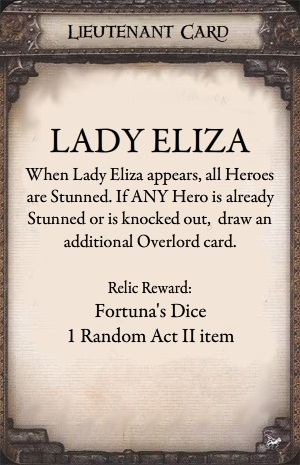 Lieutenant Card
LADY ELIZA
When Lady Eliza appears, all Heroes
are Stunned. If ANY Hero is already
Stunned or is knocked out,  draw an
additional Overlord card.
Relic Reward:
Fortuna's Dice
1 Random Act II item